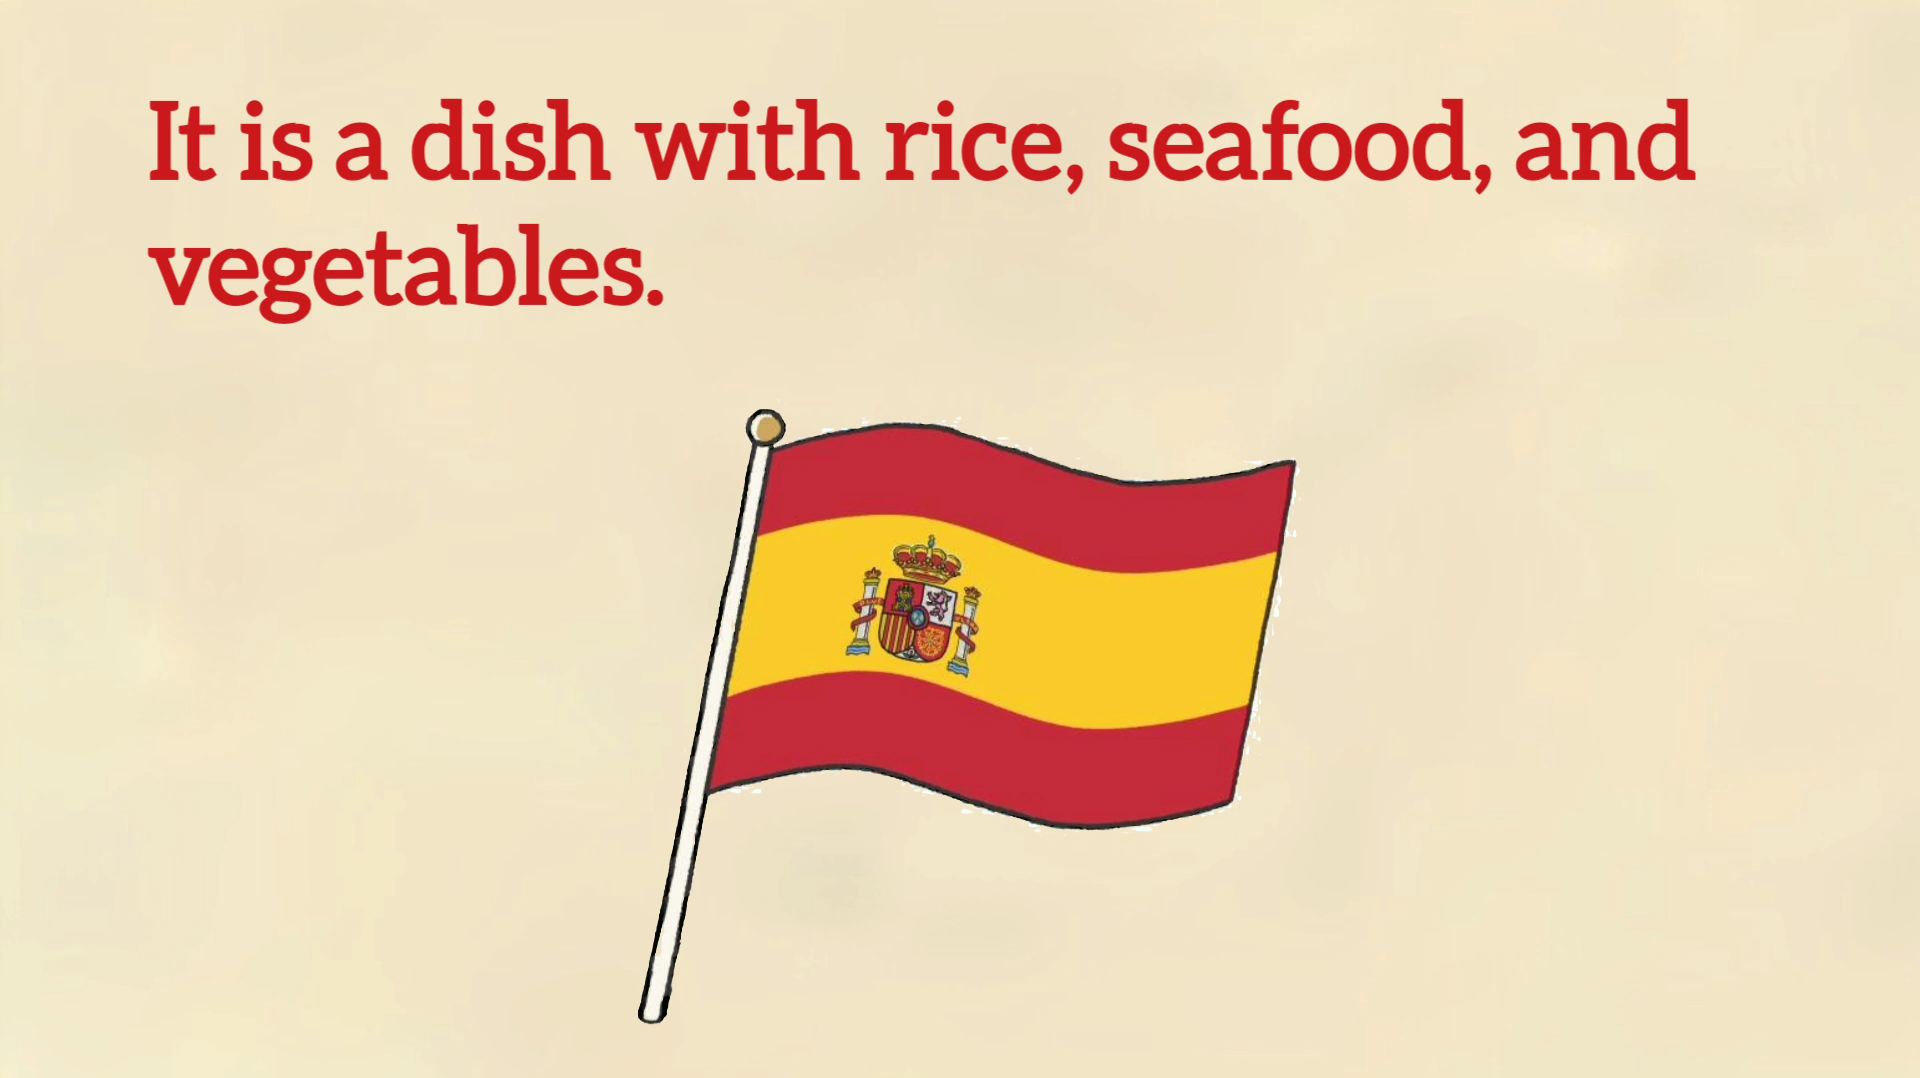 It is a dish with rice, seafood, and
vegetables.